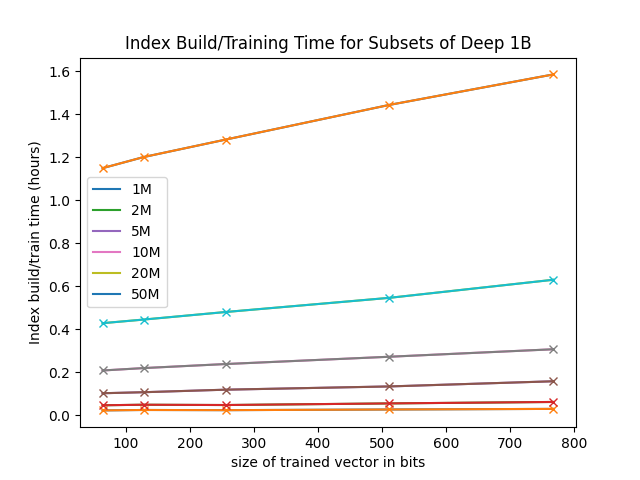 Index Build/Training Time for Subsets of Deep 1B
Index build/train time (hours)
1.6
1.4
1.2
1.0
0.8
0.6
0.4
0.2
0.0
1M
2M
5M
10M
20M
50M
100 200 300 400 500 600 700 800
size of trained vector in bits